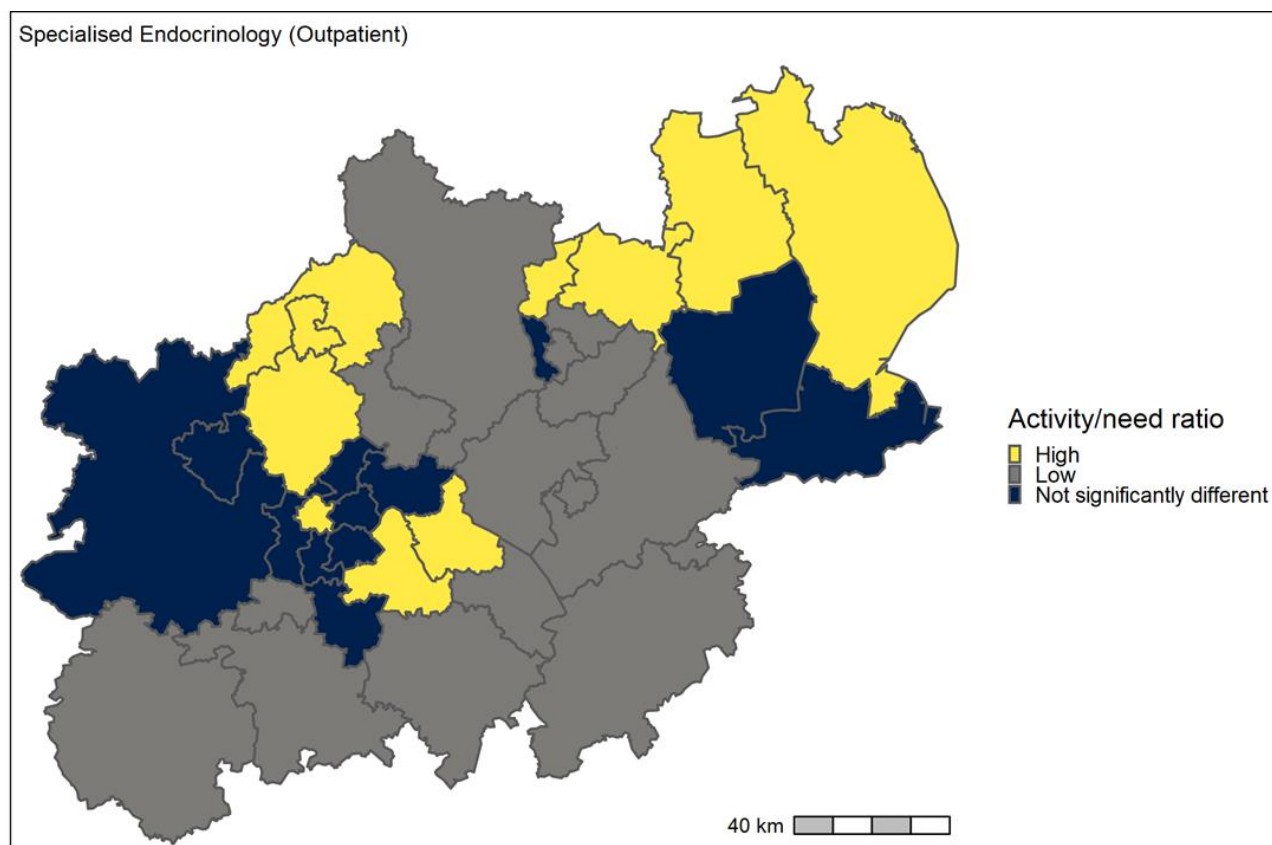 Specialised Endocrinology (Outpatient)
Activity/need ratio
High
Low
Not significantly different
40 km